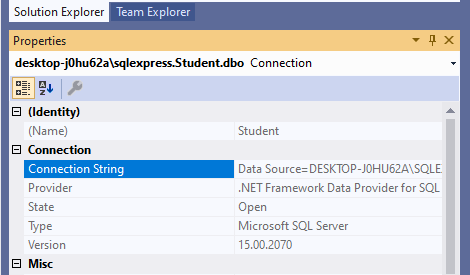 Solution Explorer Team Explorer
Properties
desktop-j0hu62a\sqlexpress.Student.dbo Connection
(Identity)
(Name) Student
Connection
Connection String Data Source=DESKTOP-J0HU62A\SQLE
Provider .NET Framework Data Provider for SQL
State Open
Type Microsoft SQL Server
Version 15.00.2070
Misc